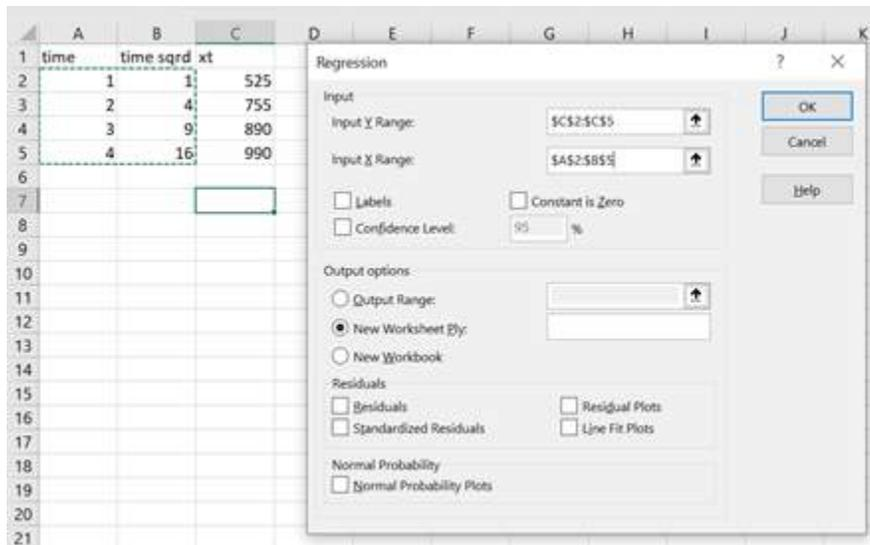 A B C D E F G H I J K
1 time time sqrd xt
2 1 1 525
3 2 4 755
4 3 9 890
5 4 16 990
6
7
8
9
10
11
12
13
14
15
16
17
18
19
20
21
Regression ? ×
Input
Input Y Range: $C$2:$C$5
Input X Range: $A$2:$B$5
Labels Constant is Zero
Confidence Level: 95 %
Output options
Output Range:
New Worksheet Ply:
New Workbook
Residuals
Residuals Residual Plots
Standardized Residuals Line Fit Plots
Normal Probability
Normal Probability Plots
OK
Cancel
Help